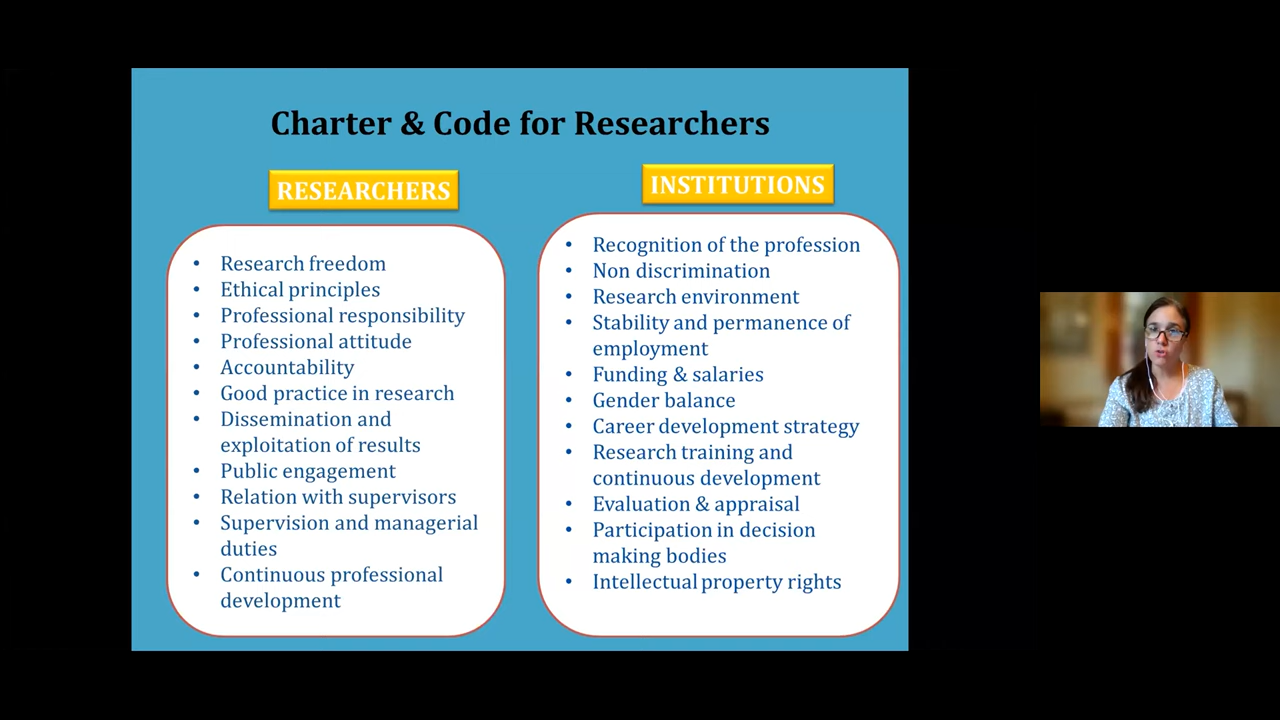 Charter & Code for Researchers
RESEARCHERS
• Research freedom
• Ethical principles
• Professional responsibility
• Professional attitude
• Accountability
• Good practice in research
• Dissemination and
exploitation of results
• Public engagement
• Relation with supervisors
• Supervision and managerial
duties
• Continuous professional
development
INSTITUTIONS
• Recognition of the profession
• Non discrimination
• Research environment
• Stability and permanence of
employment
• Funding & salaries
• Gender balance
• Career development strategy
• Research training and
continuous development
• Evaluation & appraisal
• Participation in decision
making bodies
• Intellectual property rights